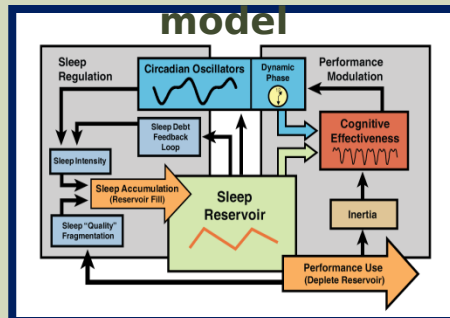 model
Sleep
Regulation
Circadian Oscillators
Dynamic
Phase
Performance
Modulation
Sleep Debt
Feedback
Loop
Cognitive
Effectiveness
Sleep Intensity
Sleep Accumulation
(Reservoir Fill)
Sleep
Reservoir
Sleep "Quality"
Fragmentation
Inertia
Performance Use
(Deplete Reservoir)